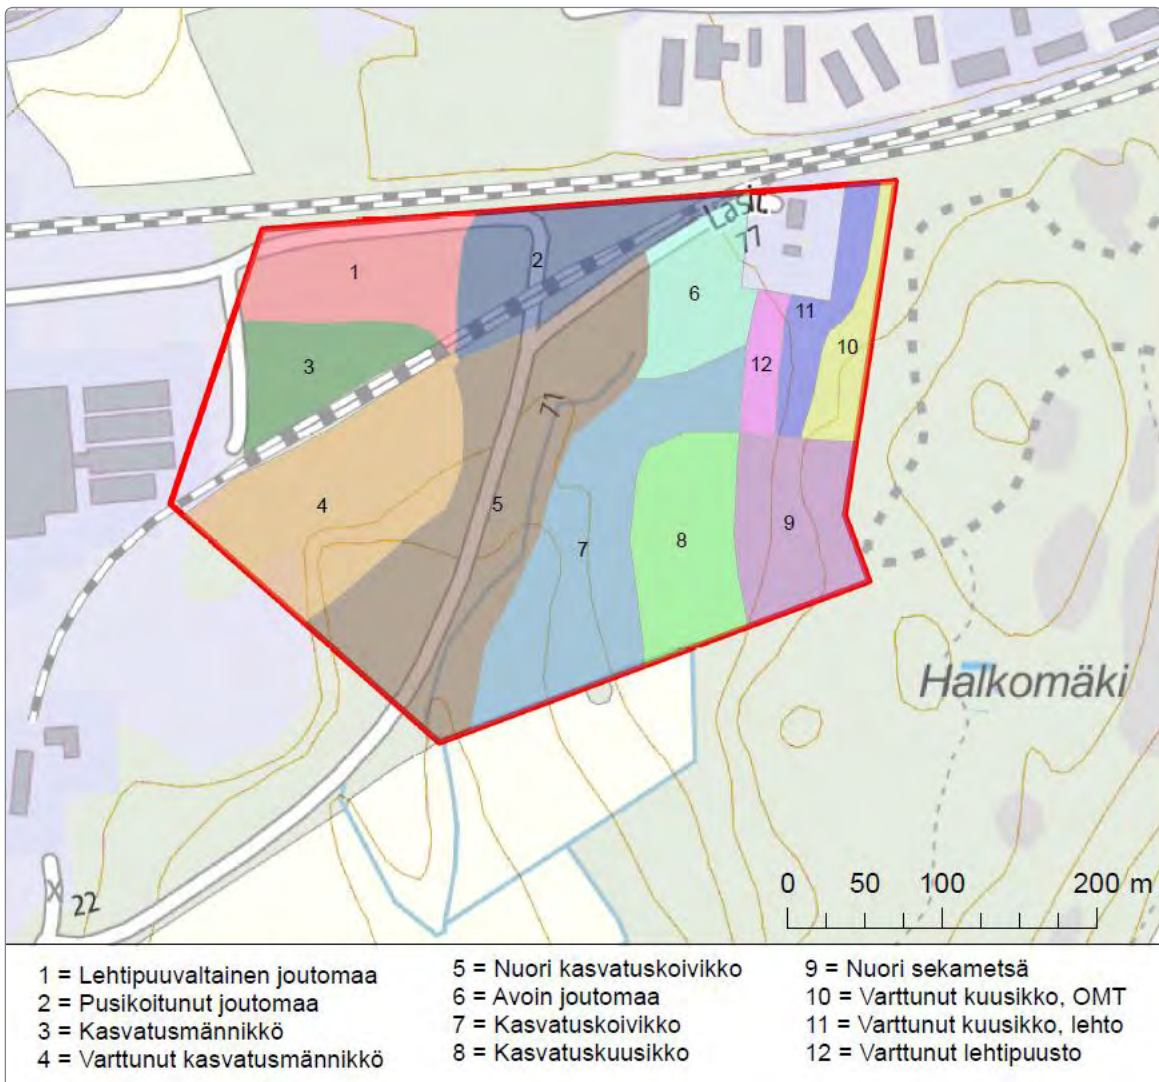 Lasit
77
1
2
6
11
10
3
12
71
4
5
7
8
9
Halkomäki
22
0 50 100 200 m
1 = Lehtipuuvaltainen joutomaa
2 = Pusikoitunut joutomaa
3 = Kasvatusmännikkö
4 = Varttunut kasvatusmännikkö
5 = Nuori kasvatuskoivikko
6 = Avoin joutomaa
7 = Kasvatuskoivikko
8 = Kasvatuskuusikko
9 = Nuori sekametsä
10 = Varttunut kuusikko, OMT
11 = Varttunut kuusikko, lehto
12 = Varttunut lehtipuusto